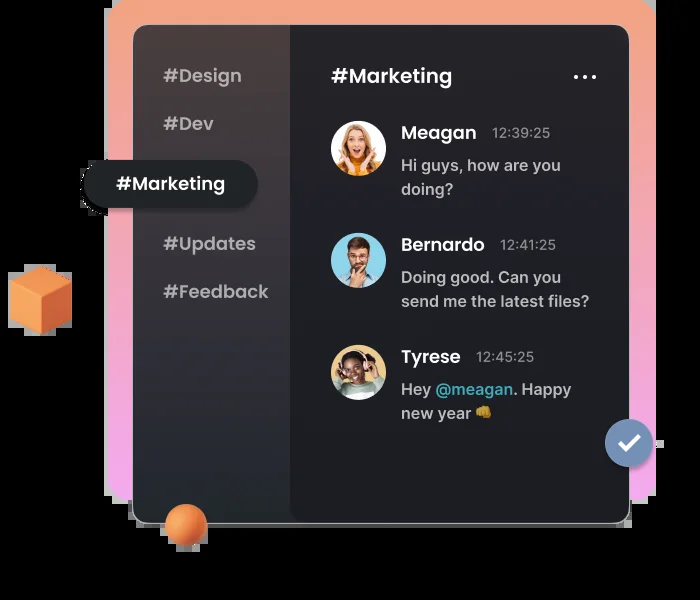 #Design
#Dev
#Marketing
#Updates
#Feedback
#Marketing
Meagan 12:39:25
Hi guys, how are you
doing?
Bernardo 12:41:25
Doing good. Can you
send me the latest files?
Tyrese 12:45:25
Hey @meagan. Happy
new year 👊